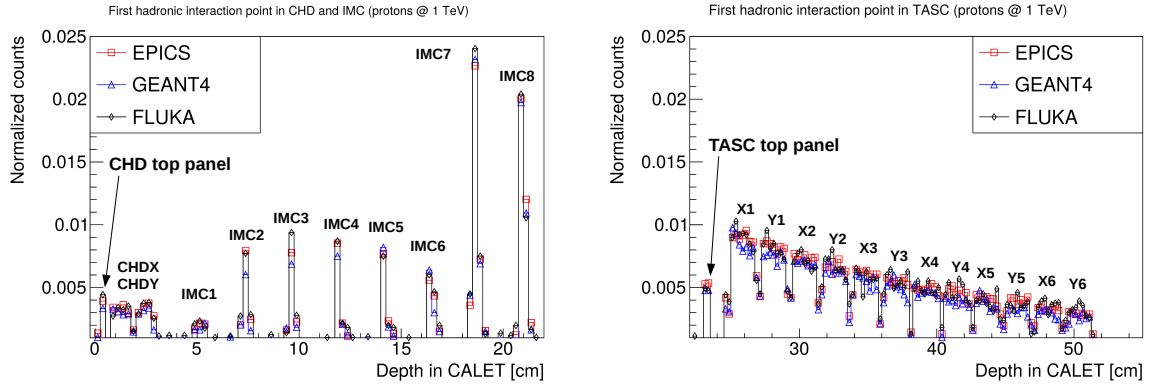 First hadronic interaction point in CHD and IMC (protons @ 1 TeV)
Normalized counts
0.025
0.02
0.015
0.01
0.005
EPICS
GEANT4
FLUKA
CHD top panel
CHDX
CHDY
IMC1
IMC2
IMC3
IMC4
IMC5
IMC6
IMC7
IMC8
0 5 10 15 20
Depth in CALET [cm]
First hadronic interaction point in TASC (protons @ 1 TeV)
Normalized counts
0.025
0.02
0.015
0.01
0.005
EPICS
GEANT4
FLUKA
TASC top panel
X1
Y1
X2
Y2
X3
Y3
X4
Y4
X5
Y5
X6
Y6
30 40 50
Depth in CALET [cm]